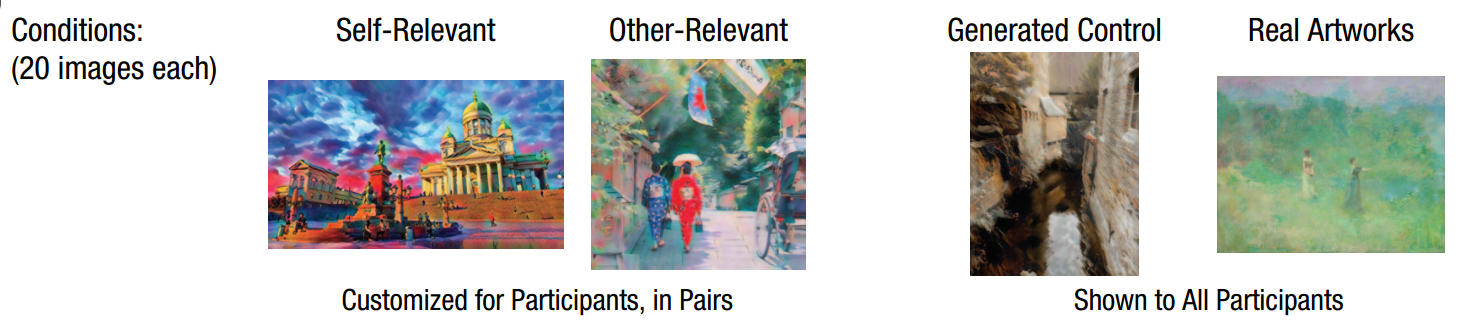 Conditions:
(20 images each)
Self-Relevant
Other-Relevant
Generated Control
Real Artworks
Customized for Participants, in Pairs
Shown to All Participants